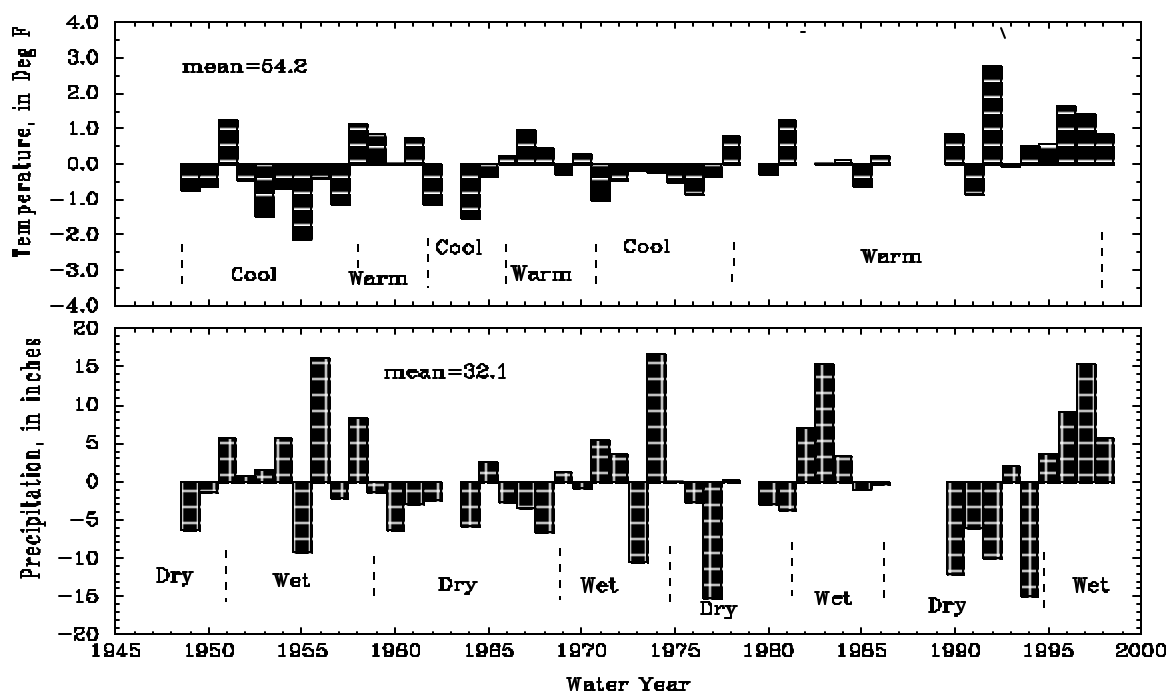 Temperature, in Deg F
4.0
3.0
2.0
1.0
0.0
-1.0
-2.0
-3.0
-4.0
mean=54.2
Cool
Warm
Cool
Warm
Cool
Warm
Precipitation, in inches
20
15
10
5
0
-5
-10
-15
-20
mean=32.1
Dry
Wet
Dry
Wet
Dry
Wet
Dry
Wet
1945 1950 1955 1960 1965 1970 1975 1980 1985 1990 1995 2000
Water Year